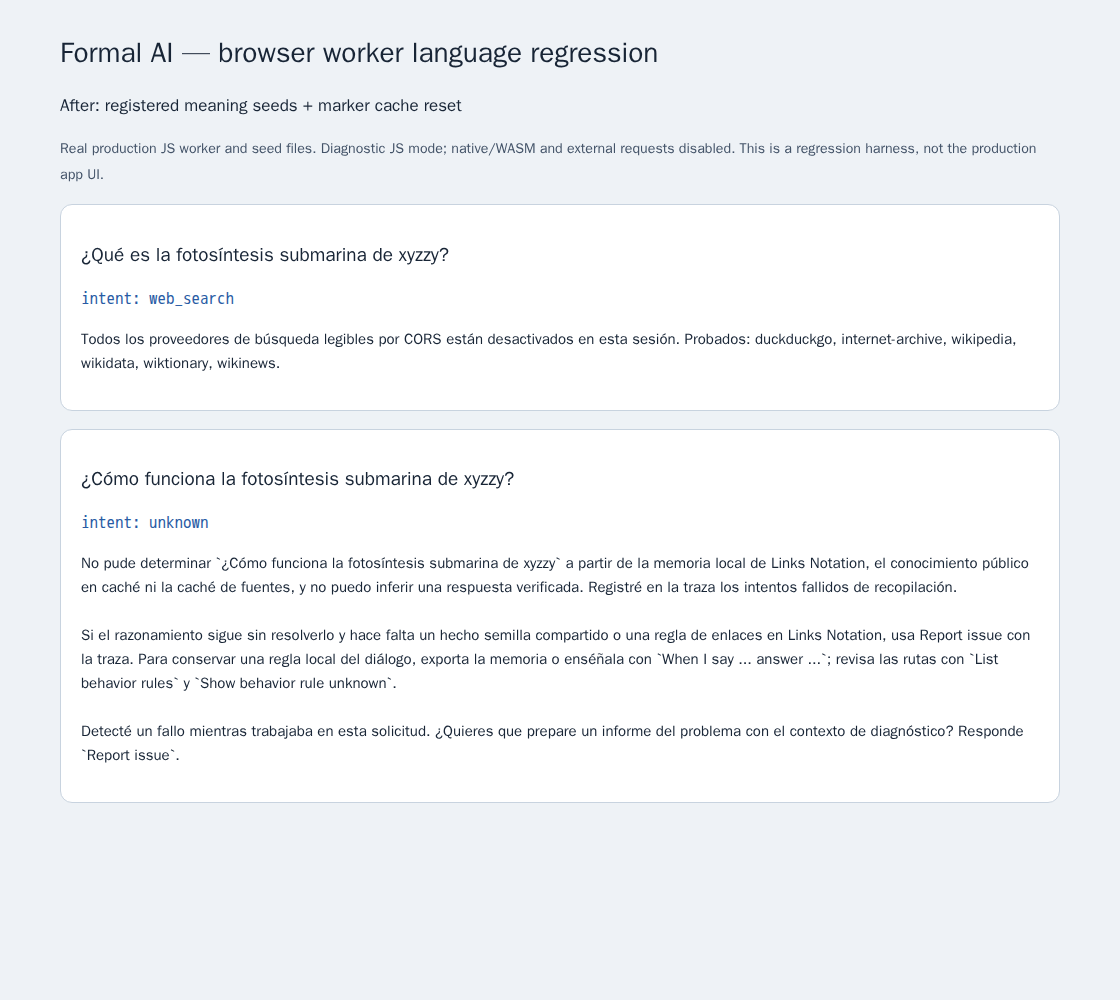 Formal AI — browser worker language regression
After: registered meaning seeds + marker cache reset
Real production JS worker and seed files. Diagnostic JS mode; native/WASM and external requests disabled. This is a regression harness, not the production
app UI.
¿Qué es la fotosíntesis submarina de xyzzy?
intent: web_search
Todos los proveedores de búsqueda legibles por CORS están desactivados en esta sesión. Probados: duckduckgo, internet-archive, wikipedia,
wikidata, wiktionary, wikinews.
¿Cómo funciona la fotosíntesis submarina de xyzzy?
intent: unknown
No pude determinar `¿Cómo funciona la fotosíntesis submarina de xyzzy` a partir de la memoria local de Links Notation, el conocimiento público
en caché ni la caché de fuentes, y no puedo inferir una respuesta verificada. Registré en la traza los intentos fallidos de recopilación.
Si el razonamiento sigue sin resolverlo y hace falta un hecho semilla compartido o una regla de enlaces en Links Notation, usa Report issue con
la traza. Para conservar una regla local del diálogo, exporta la memoria o enséñala con `When I say ... answer ...`; revisa las rutas con `List
behavior rules` y `Show behavior rule unknown`.
Detecté un fallo mientras trabajaba en esta solicitud. ¿Quieres que prepare un informe del problema con el contexto de diagnóstico? Responde
`Report issue`.